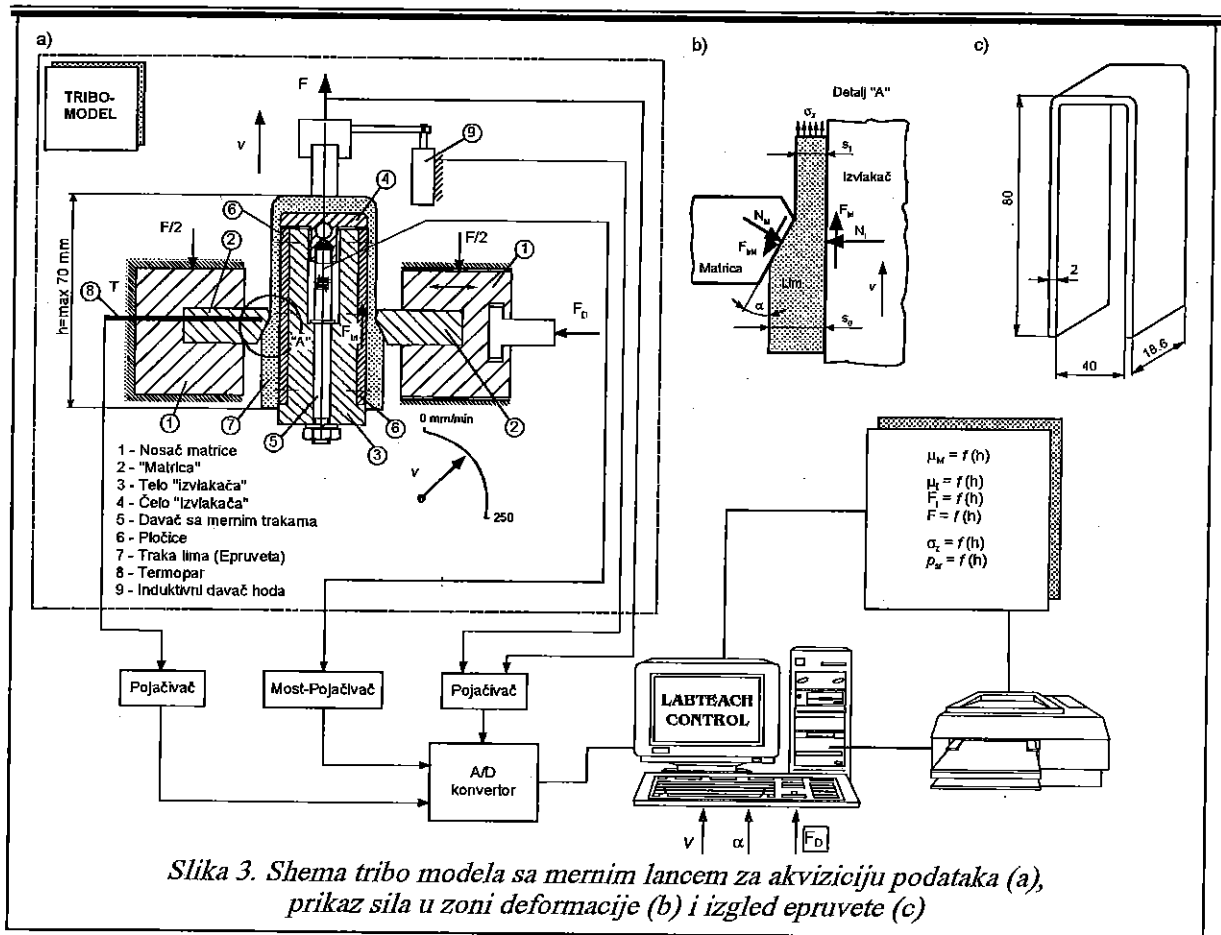 a)
TRIBO-
MODEL
F
v
9
4
6
F/2
2
F/2
1
h=max 70 mm
8
T
"A"
F_D
1
7
5
3
6
2
0 mm/min
v
250
1 - Nosač matrice
2 - "Matrica"
3 - Telo "izvlakača"
4 - Čelo "Izvlakača"
5 - Davač sa mernim trakama
6 - Pločice
7 - Traka lima (Epruveta)
8 - Termopar
9 - Induktivni davač hoda
b)
Detalj "A"
σ_z
s_1
Izvlakač
N_M
F_trM
F_trI
N_I
Matrica
Lim
v
α
s_0
c)
80
2
40
18.6
μ_M = f (h)
μ_I = f (h)
F_I = f (h)
F = f (h)
σ_z = f (h)
p_sr = f (h)
Pojačivač
Most-Pojačivač
Pojačivač
A/D
konvertor
LABTEACH
CONTROL
V
α
F_D
Slika 3. Shema tribo modela sa mernim lancem za akviziciju podataka (a),
prikaz sila u zoni deformacije (b) i izgled epruvete (c)